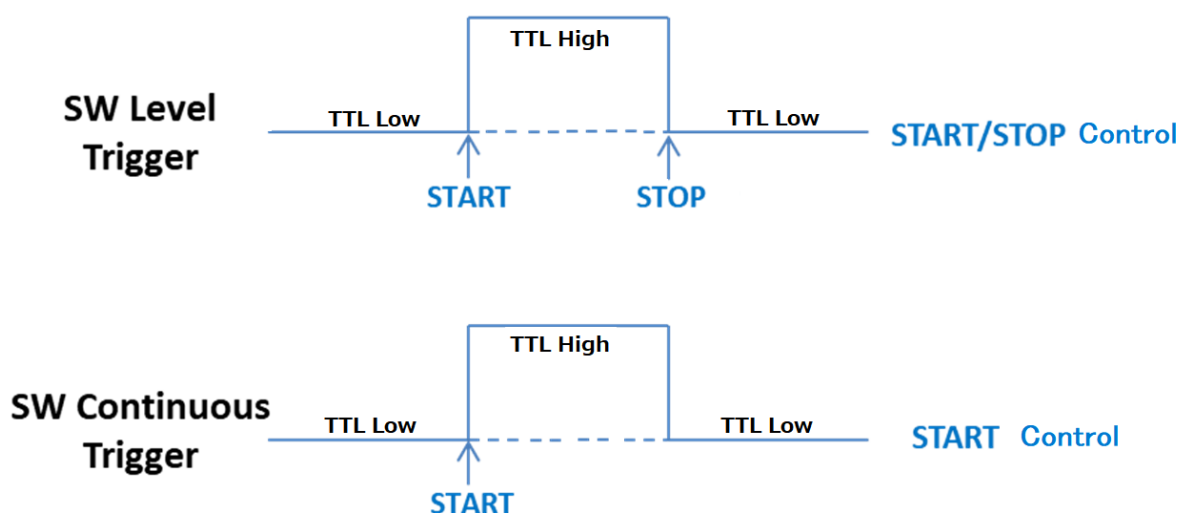 TTL High
SW Level
Trigger
TTL Low
TTL Low
START/STOP Control
START
STOP
TTL High
SW Continuous
Trigger
TTL Low
TTL Low
START Control
START